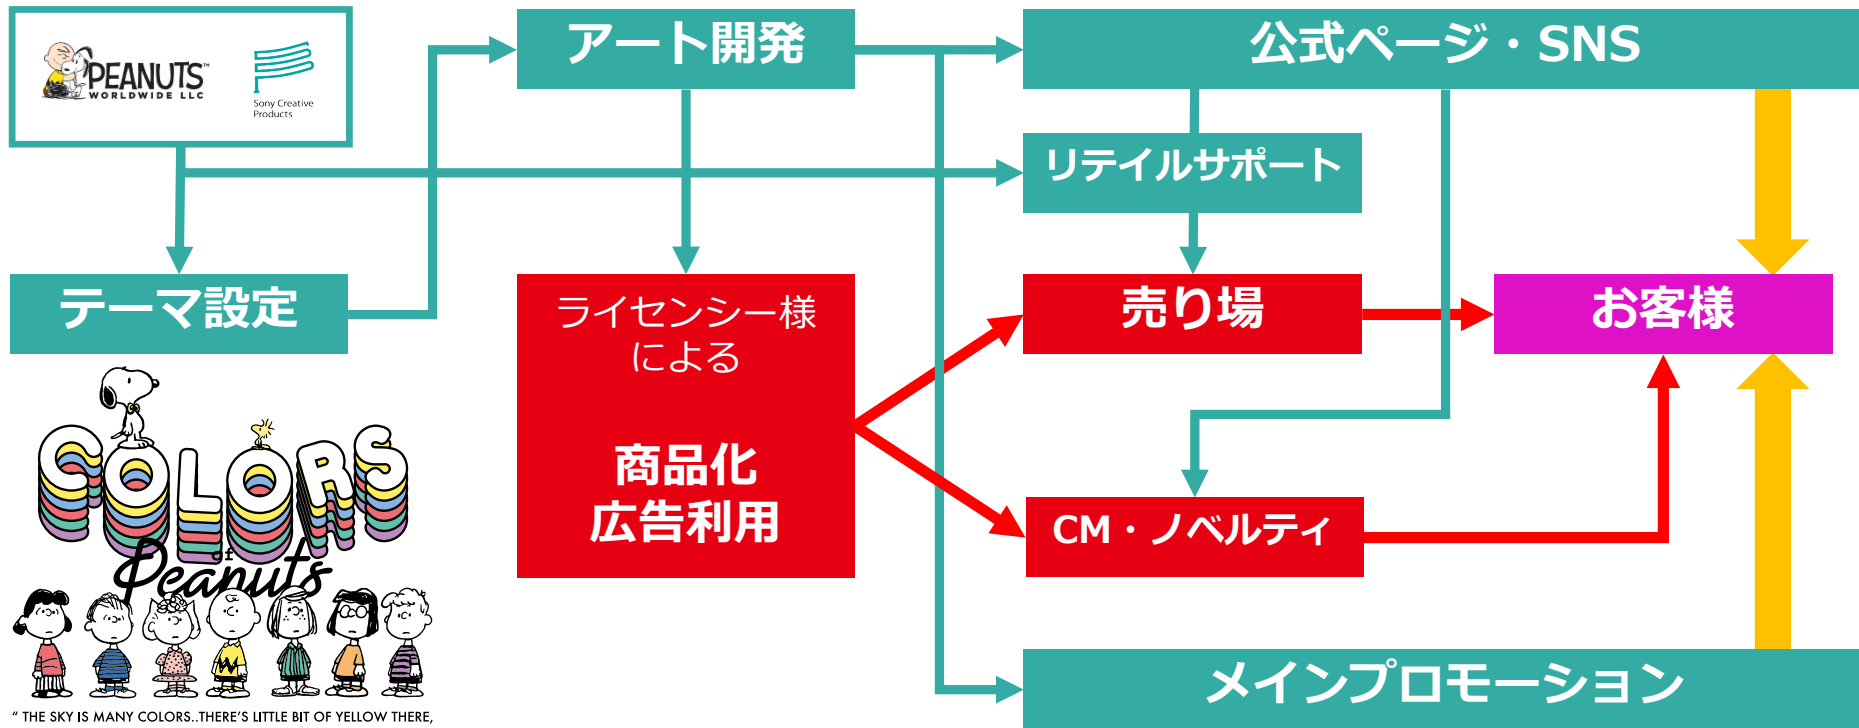 PEANUTS™
WORLDWIDE LLC
Sony Creative
Products
アート開発
公式ページ・SNS
リテイルサポート
テーマ設定
ライセンシー様
による
商品化
広告利用
売り場
お客様
CM・ノベルティ
メインプロモーション
COLORS
of
Peanuts
“ THE SKY IS MANY COLORS..THERE'S LITTLE BIT OF YELLOW THERE,